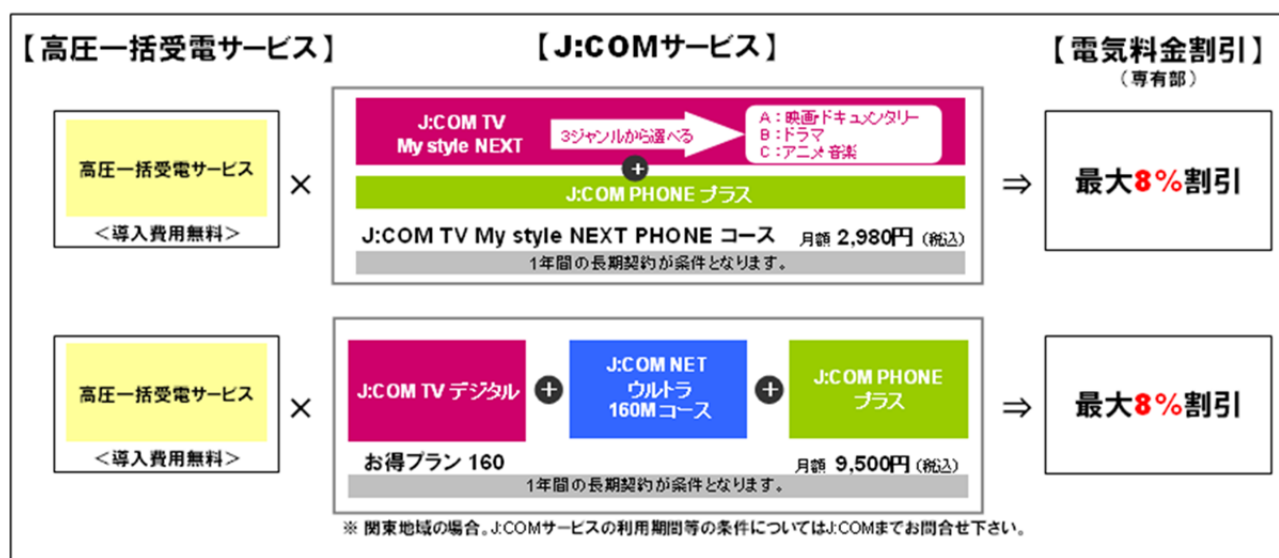 【高圧一括受電サービス】
【J:COMサービス】
【電気料金割引】
(専有部)
高圧一括受電サービス
<導入費用無料>
×
J:COM TV
My style NEXT
3ジャンルから選べる
A:映画・ドキュメンタリー
B:ドラマ
C:アニメ・音楽
+
J:COM PHONE プラス
J:COM TV My style NEXT PHONE コース 月額 2,980円 (税込)
1年間の長期契約が条件となります。
⇒
最大8%割引
高圧一括受電サービス
<導入費用無料>
×
J:COM TV デジタル
+
J:COM NET
ウルトラ
160M コース
+
J:COM PHONE
プラス
お得プラン 160 月額 9,500円 (税込)
1年間の長期契約が条件となります。
⇒
最大8%割引
※ 関東地域の場合。J:COMサービスの利用期間等の条件についてはJ:COMまでお問合せ下さい。